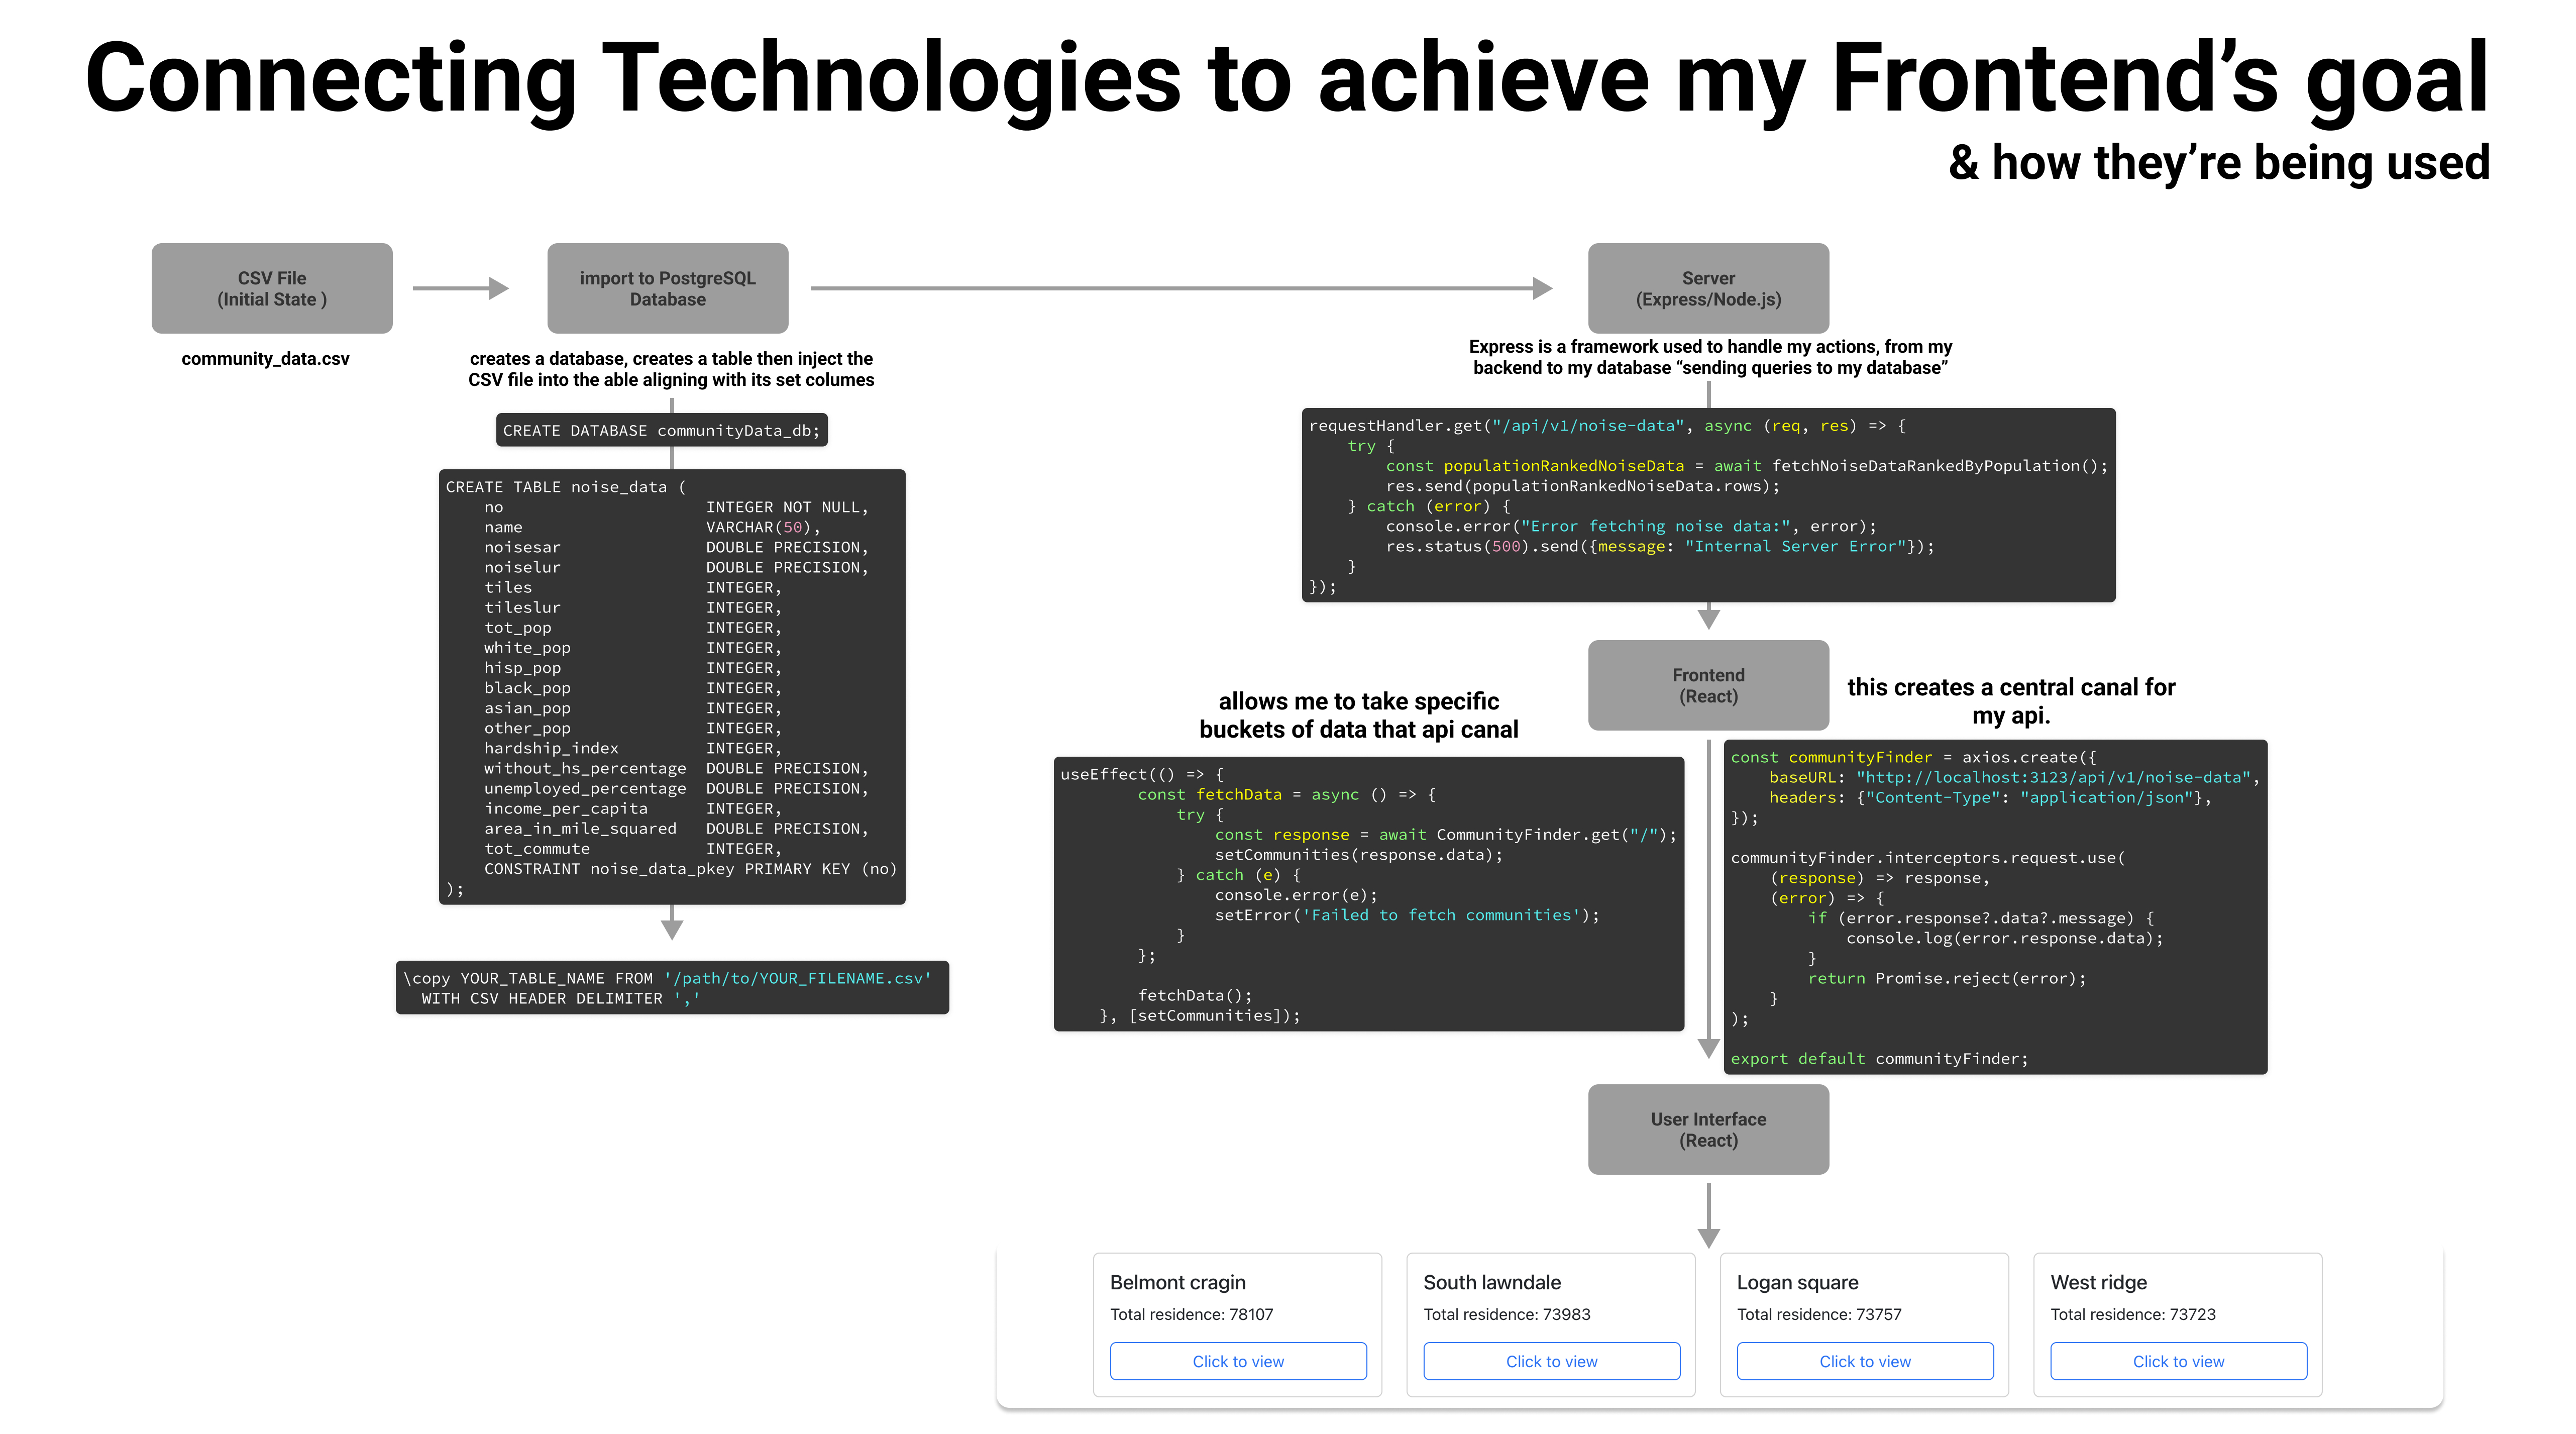 Connecting Technologies to achieve my Frontend’s goal
& how they’re being used
CSV File
(Initial State )
community_data.csv
import to PostgreSQL
Database
creates a database, creates a table then inject the
CSV file into the able aligning with its set columns
CREATE DATABASE communityData_db;
CREATE TABLE noise_data (
    no                     INTEGER NOT NULL,
    name                   VARCHAR(50),
    noisesar               DOUBLE PRECISION,
    noiselur               DOUBLE PRECISION,
    tiles                  INTEGER,
    tileslur               INTEGER,
    tot_pop                INTEGER,
    white_pop              INTEGER,
    hisp_pop               INTEGER,
    black_pop              INTEGER,
    asian_pop              INTEGER,
    other_pop              INTEGER,
    hardship_index         INTEGER,
    without_hs_percentage  DOUBLE PRECISION,
    unemployed_percentage  DOUBLE PRECISION,
    income_per_capita      INTEGER,
    area_in_mile_squared   DOUBLE PRECISION,
    tot_commute            INTEGER,
    CONSTRAINT noise_data_pkey PRIMARY KEY (no)
);
\copy YOUR_TABLE_NAME FROM '/path/to/YOUR_FILENAME.csv'
  WITH CSV HEADER DELIMITER ','
Server
(Express/Node.js)
Express is a framework used to handle my actions, from my
backend to my database “sending queries to my database”
requestHandler.get("/api/v1/noise-data", async (req, res) => {
    try {
        const populationRankedNoiseData = await fetchNoiseDataRankedByPopulation();
        res.send(populationRankedNoiseData.rows);
    } catch (error) {
        console.error("Error fetching noise data:", error);
        res.status(500).send({message: "Internal Server Error"});
    }
});
Frontend
(React)
allows me to take specific
buckets of data that api canal
useEffect(() => {
        const fetchData = async () => {
            try {
                const response = await CommunityFinder.get("/");
                setCommunities(response.data);
            } catch (e) {
                console.error(e);
                setError('Failed to fetch communities');
            }
        };
        fetchData();
    }, [setCommunities]);
this creates a central canal for
my api.
const communityFinder = axios.create({
    baseURL: "http://localhost:3123/api/v1/noise-data",
    headers: {"Content-Type": "application/json"},
});
communityFinder.interceptors.request.use(
    (response) => response,
    (error) => {
        if (error.response?.data?.message) {
            console.log(error.response.data);
        }
        return Promise.reject(error);
    }
);
export default communityFinder;
User Interface
(React)
Belmont cragin
Total residence: 78107
Click to view
South lawndale
Total residence: 73983
Click to view
Logan square
Total residence: 73757
Click to view
West ridge
Total residence: 73723
Click to view